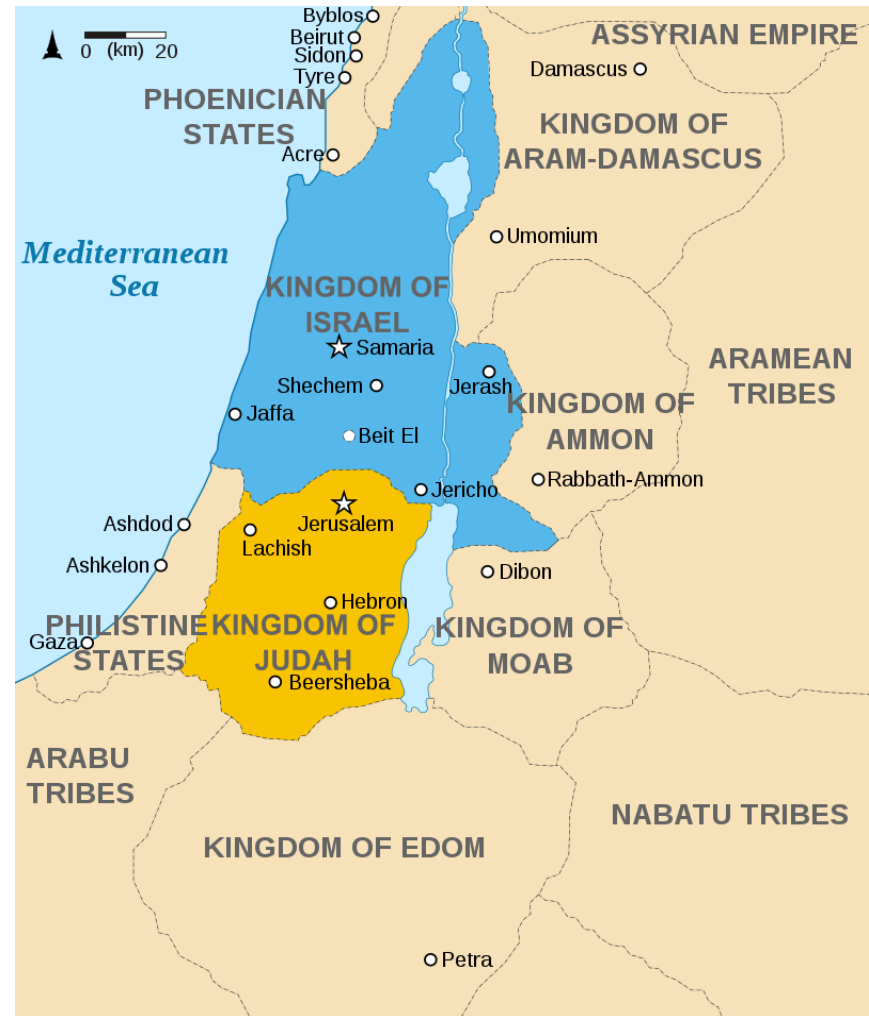 Byblos
Beirut
0 (km) 20
Sidon
Tyre
ASSYRIAN EMPIRE
Damascus
PHOENICIAN
STATES
KINGDOM OF
ARAM-DAMASCUS
Acre
Umomium
Mediterranean
Sea
KINGDOM OF
ISRAEL
Samaria
Shechem
Jerash
ARAMEAN
TRIBES
KINGDOM OF
AMMON
Jaffa
Beit El
Rabbath-Ammon
Jericho
Ashdod
Jerusalem
Lachish
Ashkelon
Dibon
Hebron
Gaza
PHILISTINE
STATES
KINGDOM OF
JUDAH
KINGDOM OF
MOAB
Beersheba
ARABU
TRIBES
NABATU TRIBES
KINGDOM OF EDOM
Petra